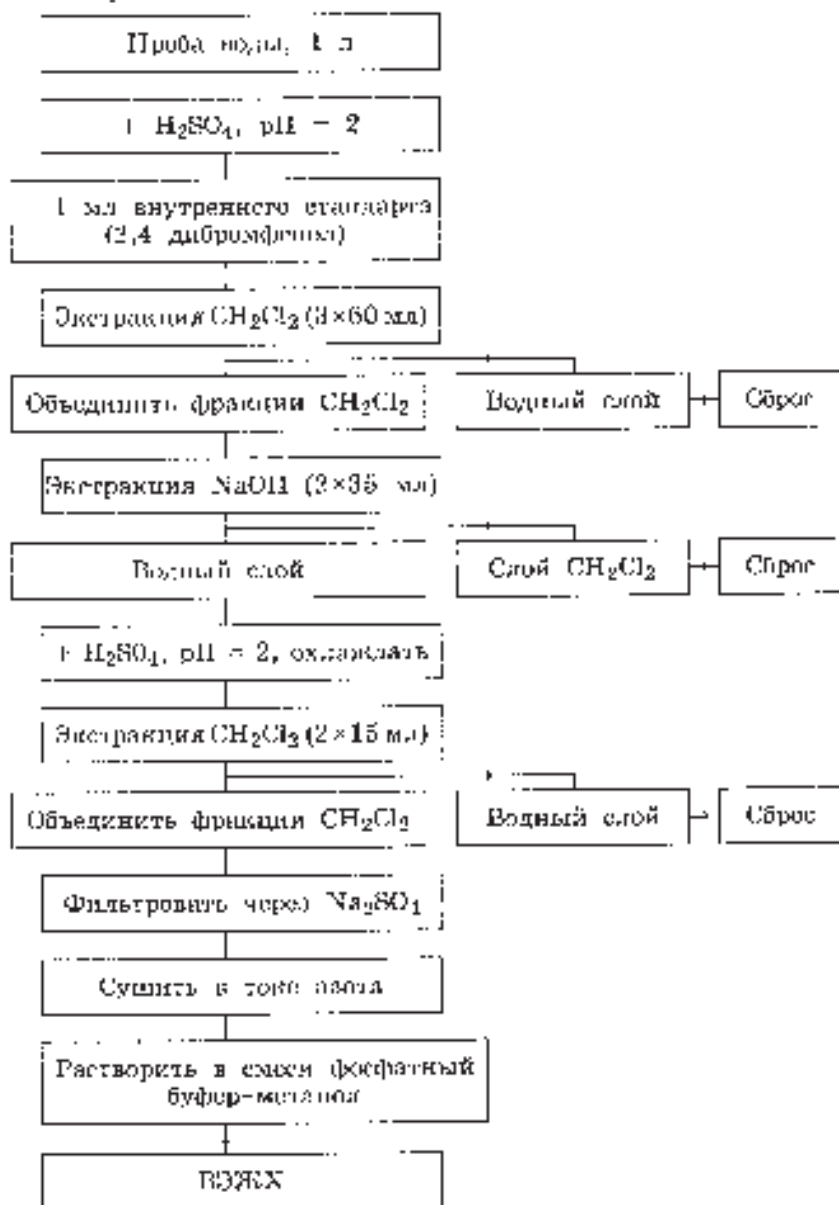 Проба воды, 1 л
+ H₂SO₄, pH = 2
1 мл внутреннего стандарта
(2,4 дибромфенол)
Экстракция CH₂Cl₂ (3×60 мл)
Объединить фракции CH₂Cl₂
Водный слой
Сброс
Экстракция NaOH (2×35 мл)
Водный слой
Слой CH₂Cl₂
Сброс
+ H₂SO₄, pH = 2, охлаждать
Экстракция CH₂Cl₂ (2×15 мл)
Объединить фракции CH₂Cl₂
Водный слой
Сброс
Фильтровать через Na₂SO₄
Сушить в токе азота
Растворить в смеси фосфатный
буфер-метанол
ВЭЖХ